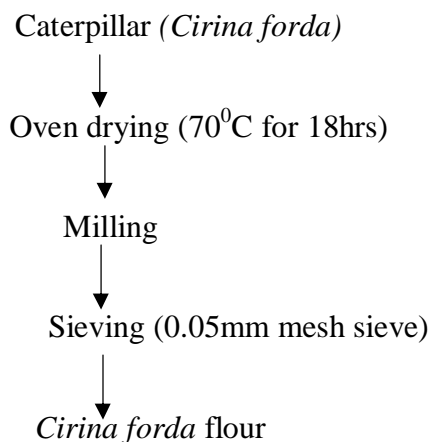 Caterpillar (Cirina forda)
Oven drying (70⁰C for 18hrs)
Milling
Sieving (0.05mm mesh sieve)
Cirina forda flour